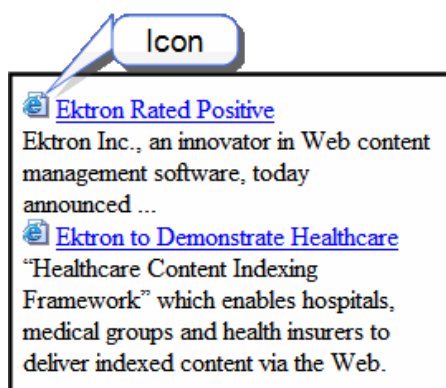 Icon
Ektron Rated Positive
Ektron Inc., an innovator in Web content
management software, today
announced ...
Ektron to Demonstrate Healthcare
“Healthcare Content Indexing
Framework” which enables hospitals,
medical groups and health insurers to
deliver indexed content via the Web.